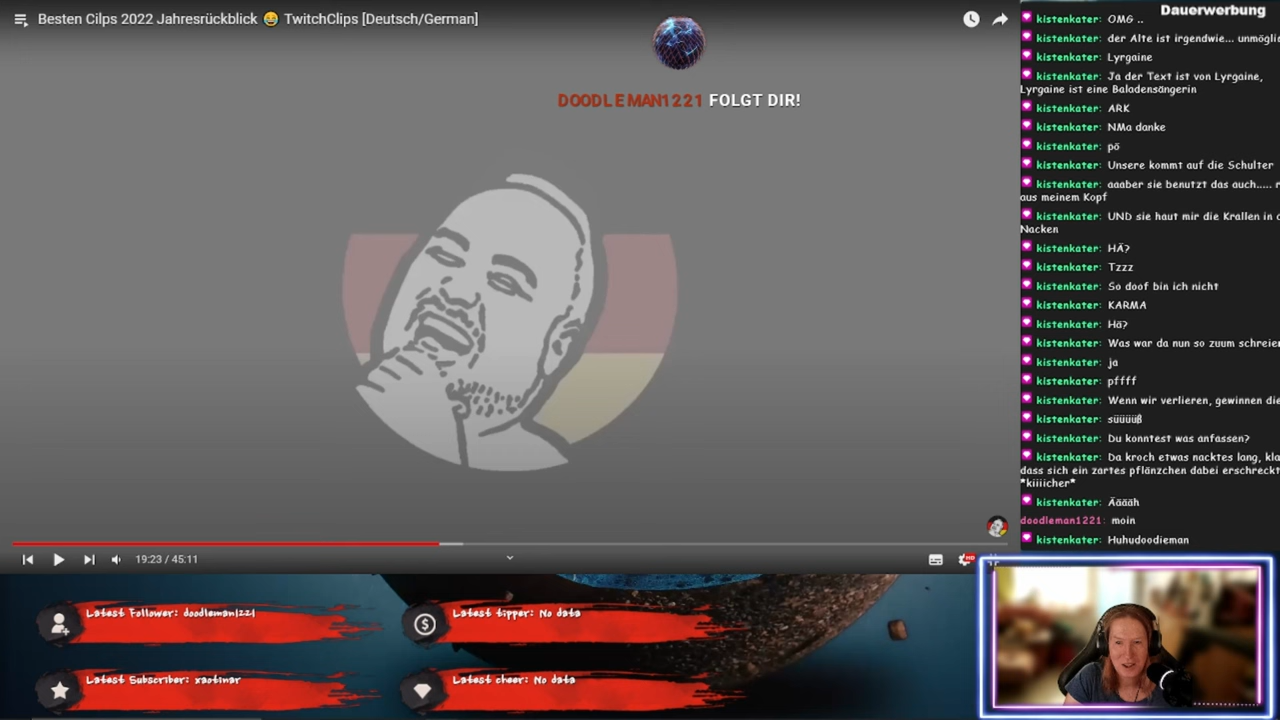 Besten Cilps 2022 Jahresrückblick 😂 TwitchClips [Deutsch/German]
DOODLEMAN1221 FOLGT DIR!
19:23 / 45:11
HD
Latest Follower: doodleman1221
Latest tipper: No data
Latest Subscriber: xaotinar
Latest cheer: No data
Dauerwerbung
kistenkater: OMG ..
kistenkater: der Alte ist irgendwie...
kistenkater: Lyrgaine
kistenkater: Ja der Text ist von Lyrgaine,
Lyrgaine ist eine Baladensängerin
kistenkater: ARK
kistenkater: NMa danke
kistenkater: pö
kistenkater: Unsere kommt auf die Schulter
kistenkater: aaaber sie benutzt das auch.....
aus meinem Kopf
kistenkater: UND sie haut mir die Krallen in
Nacken
kistenkater: HÄ?
kistenkater: Tzzz
kistenkater: So doof bin ich nicht
kistenkater: KARMA
kistenkater: Hä?
kistenkater: Was war da nun so zuum
kistenkater: ja
kistenkater: pffff
kistenkater: Wenn wir verlieren, gewinnen
kistenkater: süüüüß
kistenkater: Du konntest was anfassen?
kistenkater: Da kroch etwas nacktes lang,
dass sich ein zartes pflänzchen dabei
*kiiiicher*
kistenkater: Ääääh
doodleman1221: moin
kistenkater: Huhudoodieman